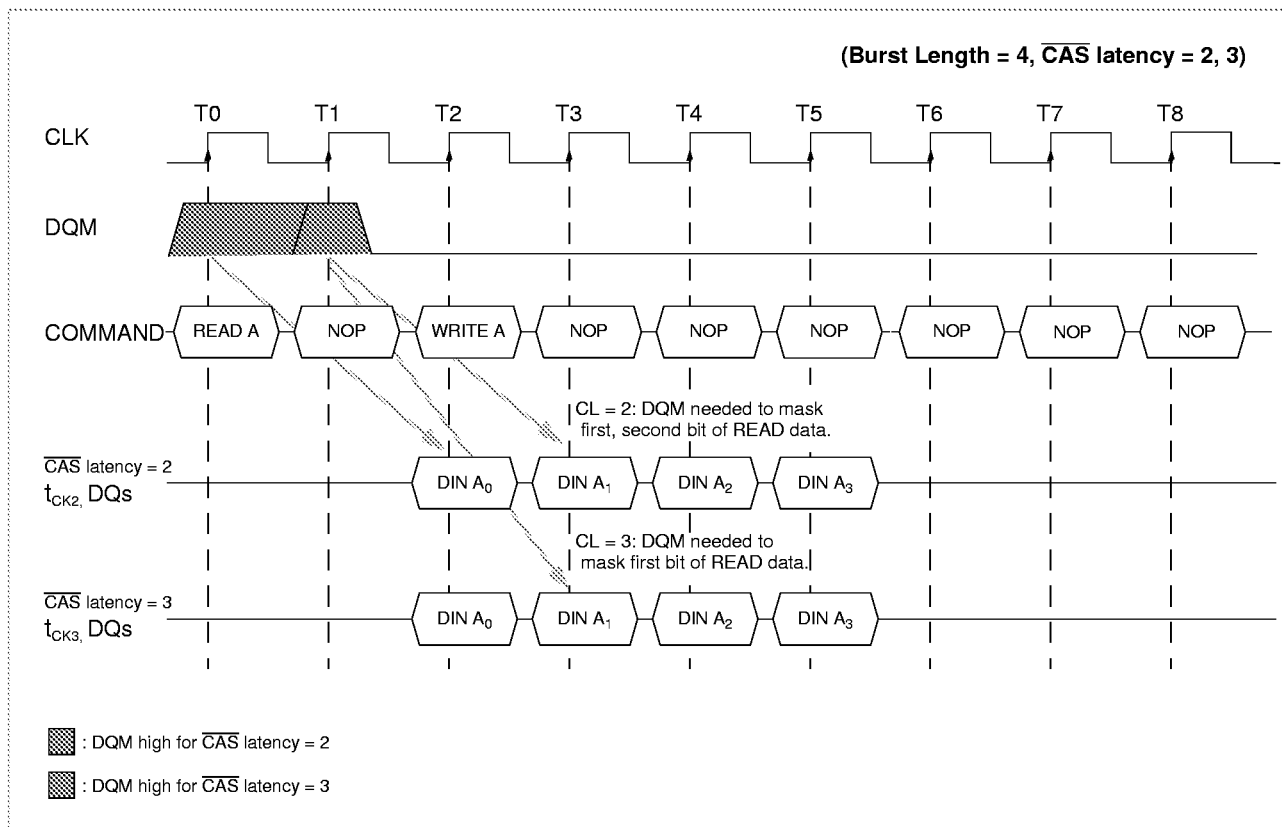 (Burst Length = 4, CAS latency = 2, 3)
T0 T1 T2 T3 T4 T5 T6 T7 T8
CLK
DQM
COMMAND READ A NOP WRITE A NOP NOP NOP NOP NOP NOP
CL = 2: DQM needed to mask
first, second bit of READ data.
CAS latency = 2
tCK2, DQs DIN A0 DIN A1 DIN A2 DIN A3
CL = 3: DQM needed to
mask first bit of READ data.
CAS latency = 3
tCK3, DQs DIN A0 DIN A1 DIN A2 DIN A3
: DQM high for CAS latency = 2
: DQM high for CAS latency = 3